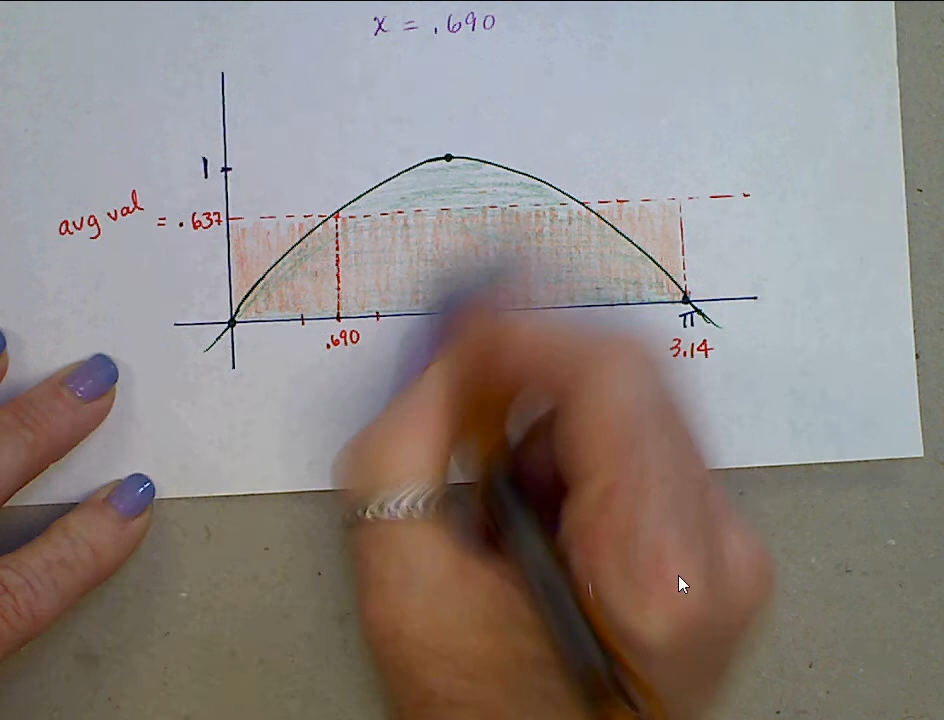 x = .690
1
avg val = .637
.690
π
3.14